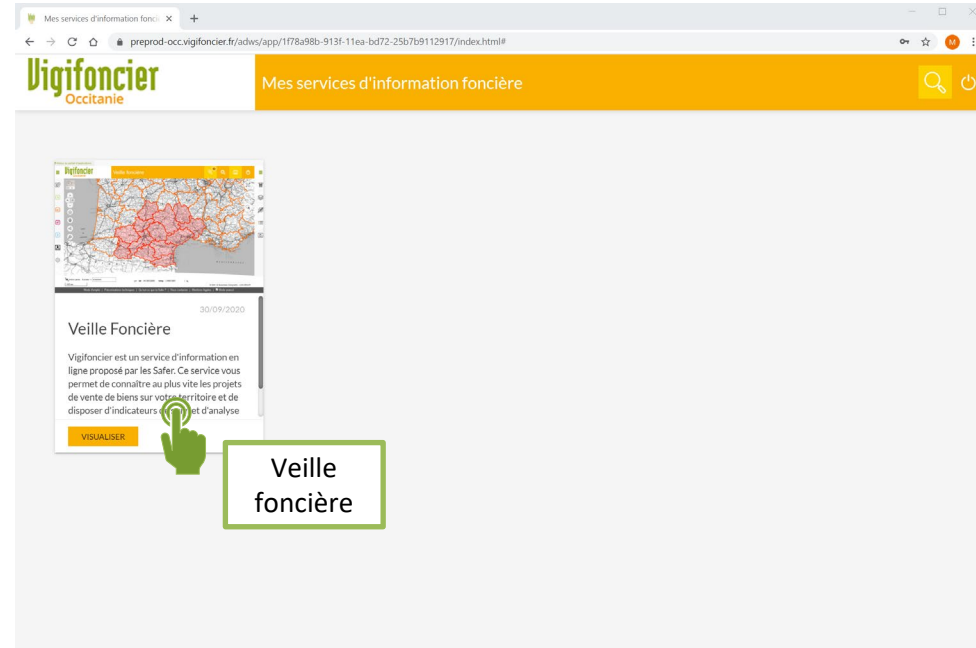 Mes services d'information fonciè
preprod-occ.vigifoncier.fr/adws/app/1f78a98b-913f-11ea-bd72-25b7b9112917/index.html#
M
Vigifoncier
Occitanie
Mes services d'information foncière
Vigifoncier
Veille foncière
30/09/2020
Veille Foncière
Vigifoncier est un service d'information en
ligne proposé par les Safer. Ce service vous
permet de connaître au plus vite les projets
de vente de biens sur votre territoire et de
disposer d'indicateurs et d'analyse
VISUALISER
Veille
foncière